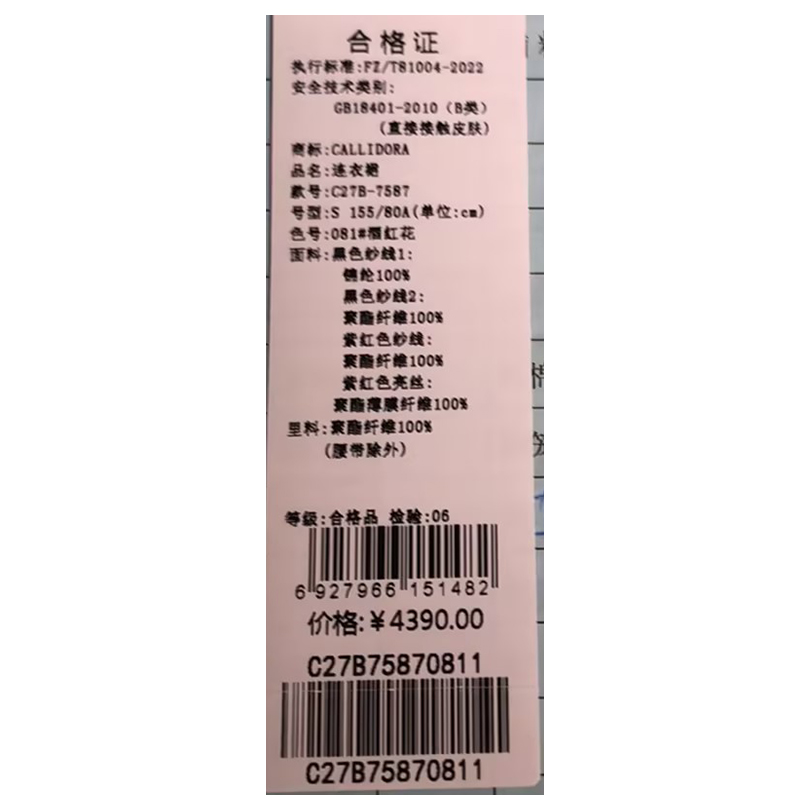 合格证
执行标准:FZ/T81004-2022
安全技术类别:
GB18401-2010（B类）
（直接接触皮肤）
商标:CALLIDORA
品名:连衣裙
款号:C27B-7587
号型:S 155/80A(单位:cm)
色号:081#酒红花
面料:黑色纱线1:
锦纶100%
黑色纱线2:
聚酯纤维100%
紫红色纱线:
聚酯纤维100%
紫红色亮丝:
聚酯薄膜纤维100%
里料:聚酯纤维100%
（腰带除外）
等级:合格品 检验:06
6 927966 151482
价格:￥4390.00
C27B75870811
C27B75870811